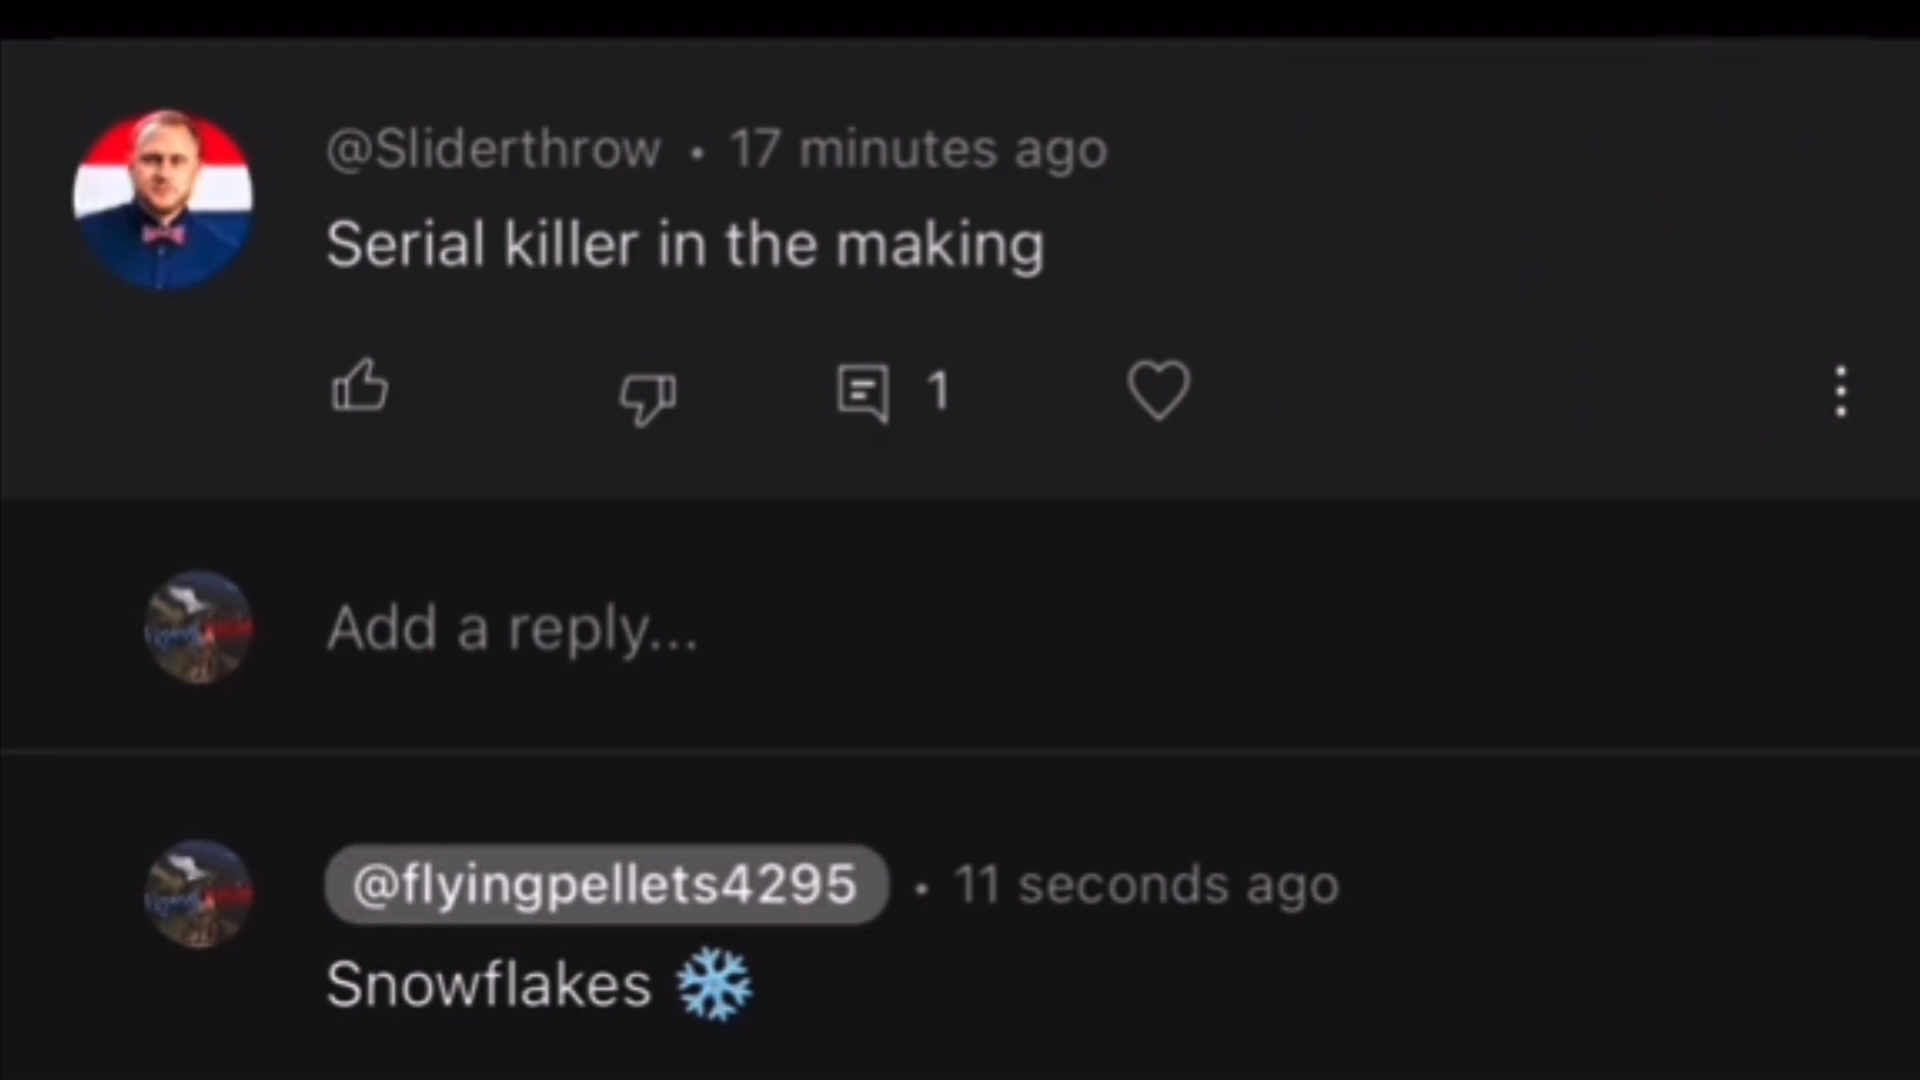 @Sliderthrow • 17 minutes ago
Serial killer in the making
1
Add a reply...
@flyingpellets4295 • 11 seconds ago
Snowflakes ❄️